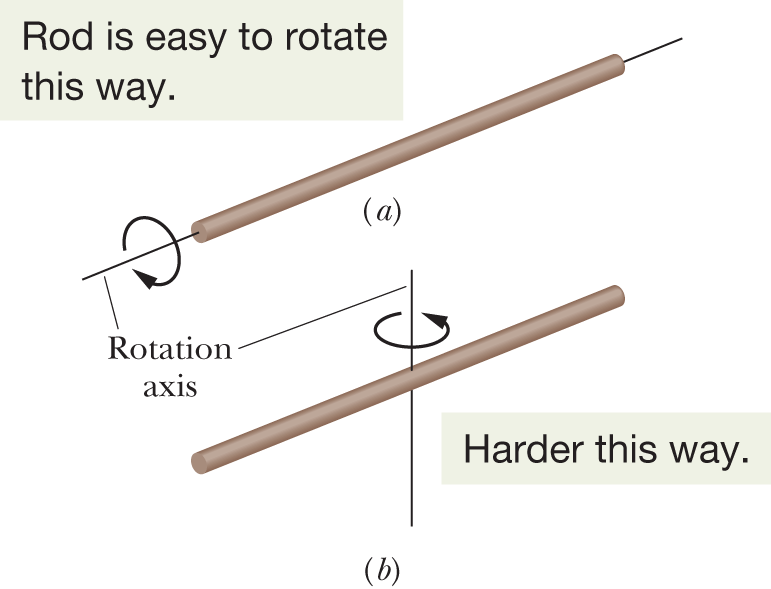 Rod is easy to rotate
this way.
(a)
Rotation
axis
Harder this way.
(b)